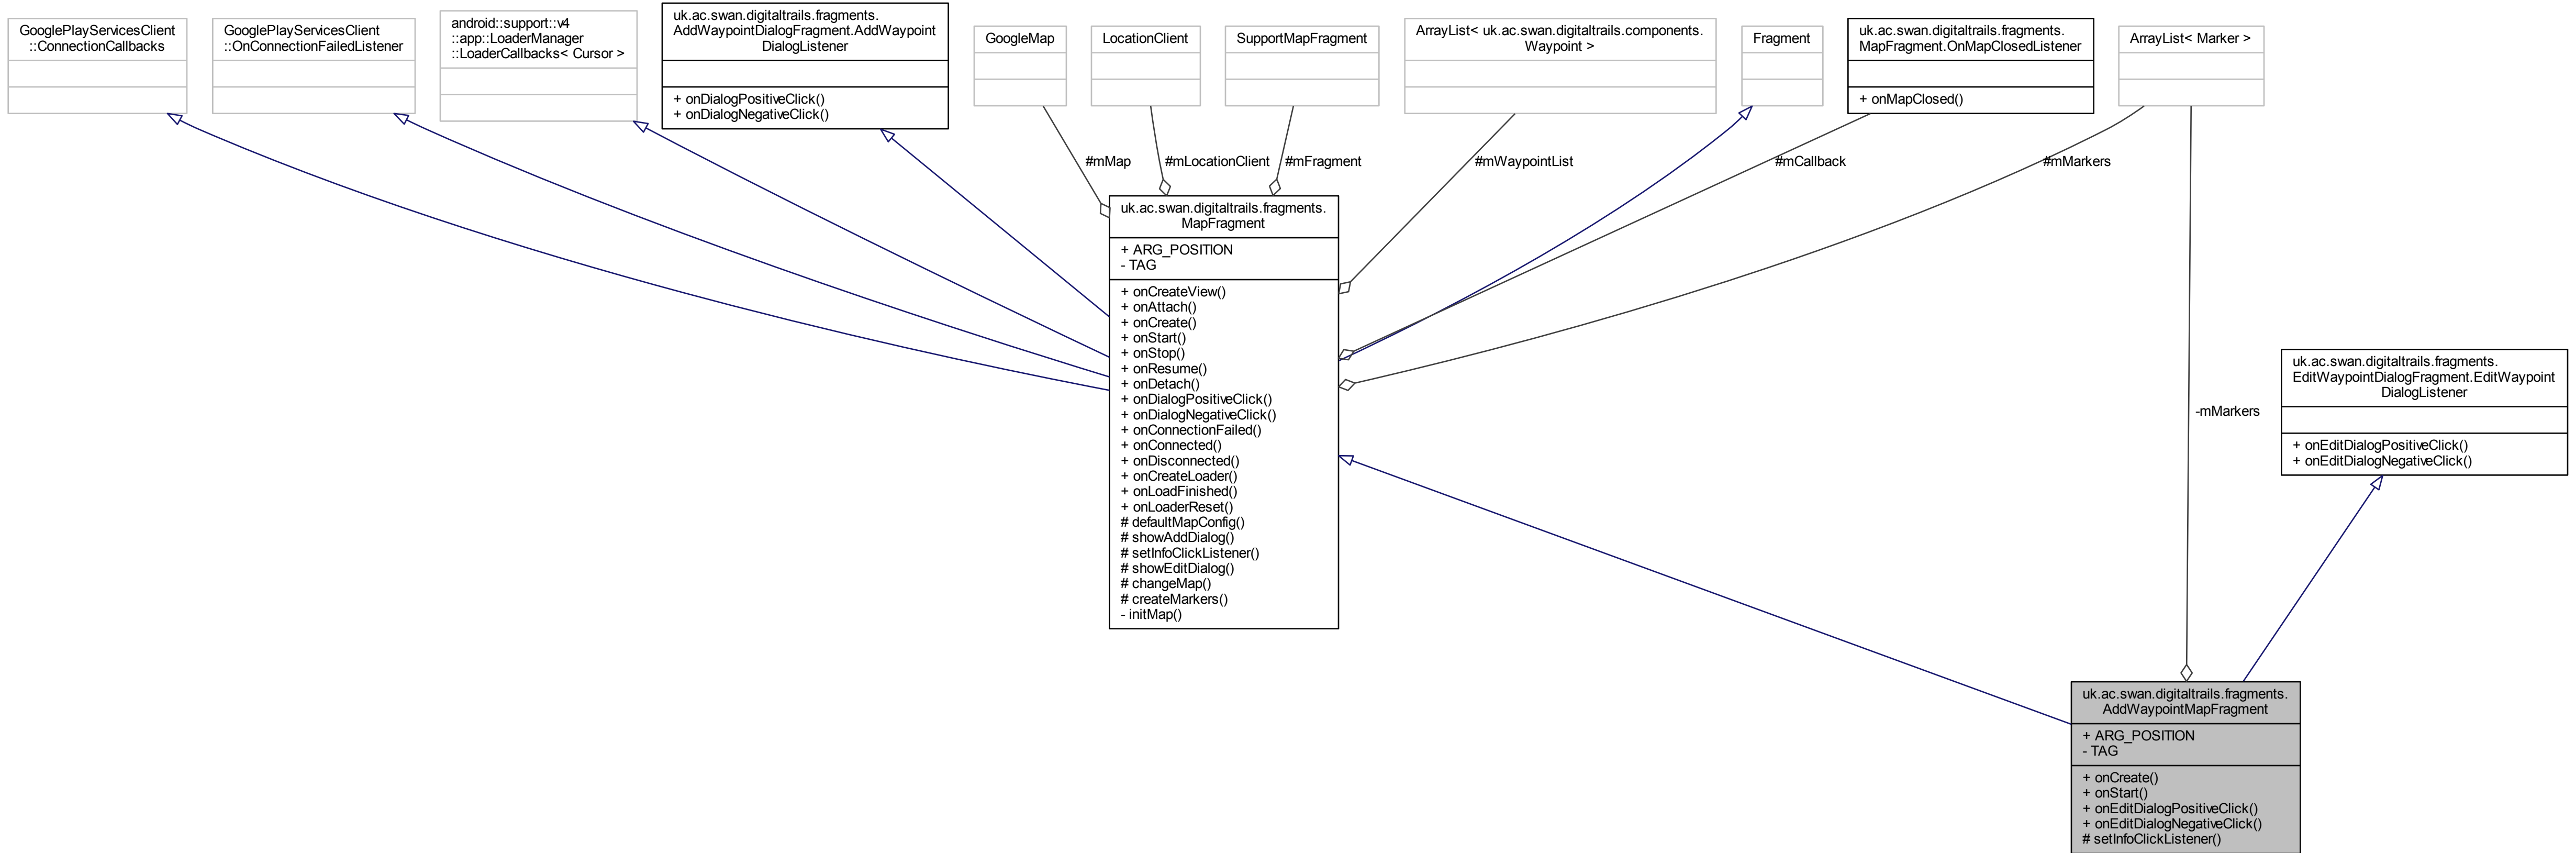 GooglePlayServicesClient
::ConnectionCallbacks
GooglePlayServicesClient
::OnConnectionFailedListener
android::support::v4
::app::LoaderManager
::LoaderCallbacks< Cursor >
uk.ac.swan.digitaltrails.fragments.
AddWaypointDialogFragment.AddWaypoint
DialogListener
+ onDialogPositiveClick()
+ onDialogNegativeClick()
GoogleMap
LocationClient
SupportMapFragment
ArrayList< uk.ac.swan.digitaltrails.components.
Waypoint >
Fragment
uk.ac.swan.digitaltrails.fragments.
MapFragment.OnMapClosedListener
+ onMapClosed()
ArrayList< Marker >
#mMap
#mLocationClient
#mFragment
#mWaypointList
#mCallback
#mMarkers
uk.ac.swan.digitaltrails.fragments.
MapFragment
+ ARG_POSITION
- TAG
+ onCreateView()
+ onAttach()
+ onCreate()
+ onStart()
+ onStop()
+ onResume()
+ onDetach()
+ onDialogPositiveClick()
+ onDialogNegativeClick()
+ onConnectionFailed()
+ onConnected()
+ onDisconnected()
+ onCreateLoader()
+ onLoadFinished()
+ onLoaderReset()
# defaultMapConfig()
# showAddDialog()
# setInfoClickListener()
# showEditDialog()
# changeMap()
# createMarkers()
- initMap()
-mMarkers
uk.ac.swan.digitaltrails.fragments.
EditWaypointDialogFragment.EditWaypoint
DialogListener
+ onEditDialogPositiveClick()
+ onEditDialogNegativeClick()
uk.ac.swan.digitaltrails.fragments.
AddWaypointMapFragment
+ ARG_POSITION
- TAG
+ onCreate()
+ onStart()
+ onEditDialogPositiveClick()
+ onEditDialogNegativeClick()
# setInfoClickListener()